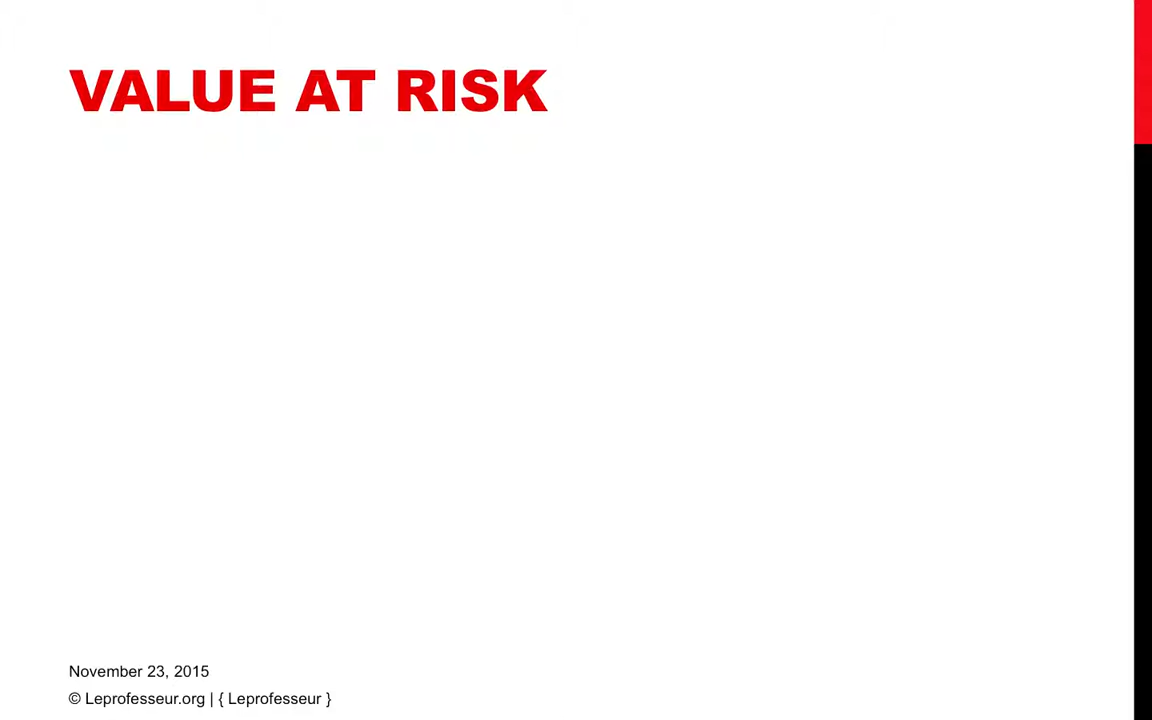 VALUE AT RISK
November 23, 2015
© Leprofesseur.org | { Leprofesseur }